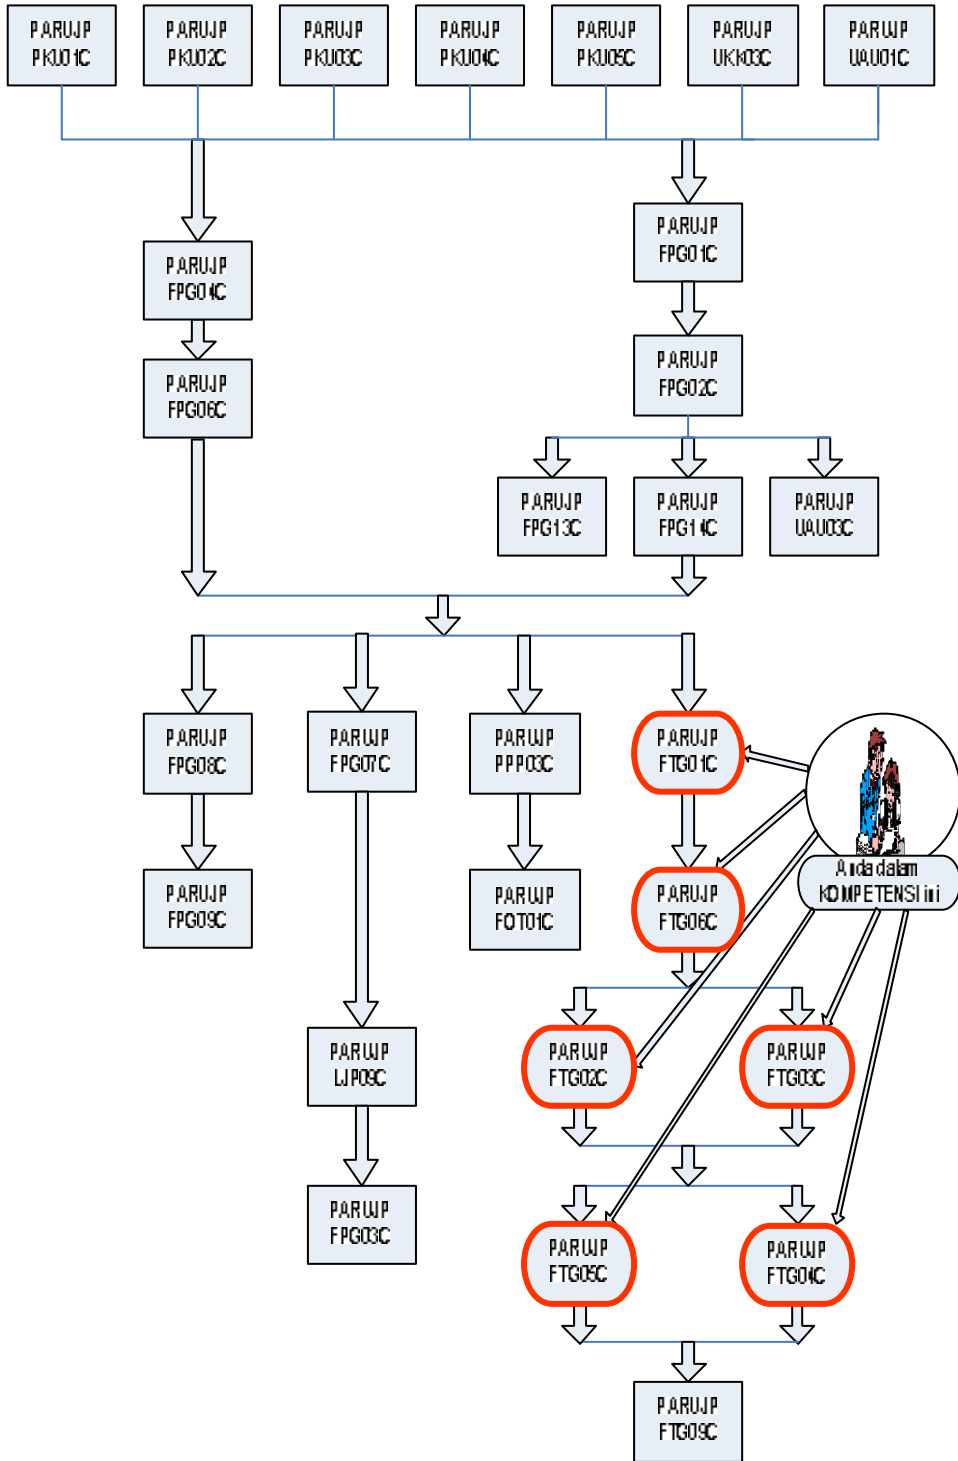 PARUJP
PKU01C
PARUJP
PKU02C
PARUJP
PKU03C
PARUJP
PKU04C
PARUJP
PKU05C
PARUJP
UKK03C
PARUJP
UAU01C
PARUJP
FPG04C
PARUJP
FPG01C
PARUJP
FPG06C
PARUJP
FPG02C
PARUJP
FPG13C
PARUJP
FPG14C
PARUJP
UAU03C
PARUJP
FPG08C
PARUJP
FPG07C
PARUJP
PPP03C
PARUJP
FTG01C
Anda dalam
KOMPETENSI ini
PARUJP
FPG09C
PARUJP
FOT01C
PARUJP
FTG06C
PARUJP
LJP09C
PARUJP
FTG02C
PARUJP
FTG03C
PARUJP
FPG03C
PARUJP
FTG05C
PARUJP
FTG04C
PARUJP
FTG09C